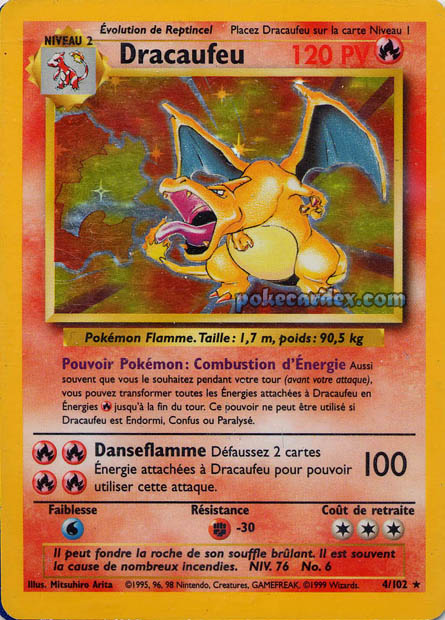 Évolution de Reptincel Placez Dracaufeu sur la carte Niveau 1
NIVEAU 2
Dracaufeu 120 PV
pokecardex.com
Pokémon Flamme. Taille: 1,7 m, poids: 90,5 kg
Pouvoir Pokémon: Combustion d'Énergie Aussi
souvent que vous le souhaitez pendant votre tour (avant votre attaque),
vous pouvez transformer toutes les Énergies attachées à Dracaufeu en
Énergies jusqu'à la fin du tour. Ce pouvoir ne peut être utilisé si
Dracaufeu est Endormi, Confus ou Paralysé.
Danseflamme Défaussez 2 cartes
Énergie attachées à Dracaufeu pour pouvoir
utiliser cette attaque.
100
Faiblesse Résistance Coût de retraite
-30
Il peut fondre la roche de son souffle brûlant. Il est souvent
la cause de nombreux incendies. NIV. 76 No. 6
Illus. Mitsuhiro Arita ©1995, 96, 98 Nintendo, Creatures, GAMEFREAK. ©1999 Wizards. 4/102 ★